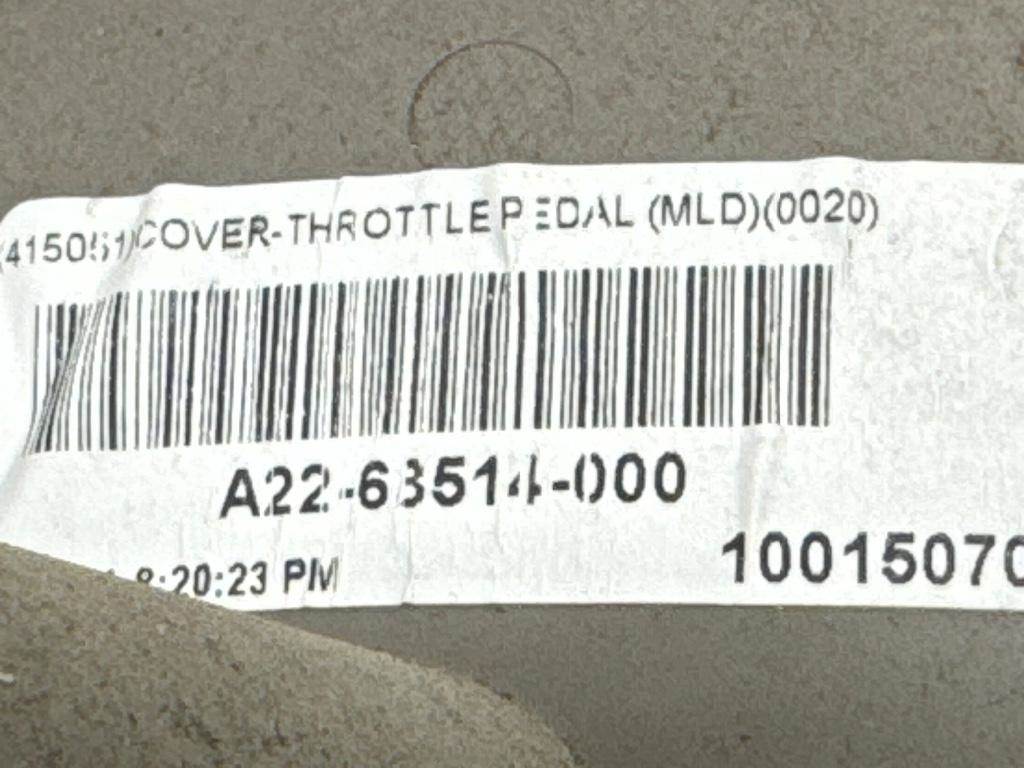 (415051)COVER-THROTTLE PEDAL (MLD)(0020)
A22-63514-000
8:20:23 PM
10015070